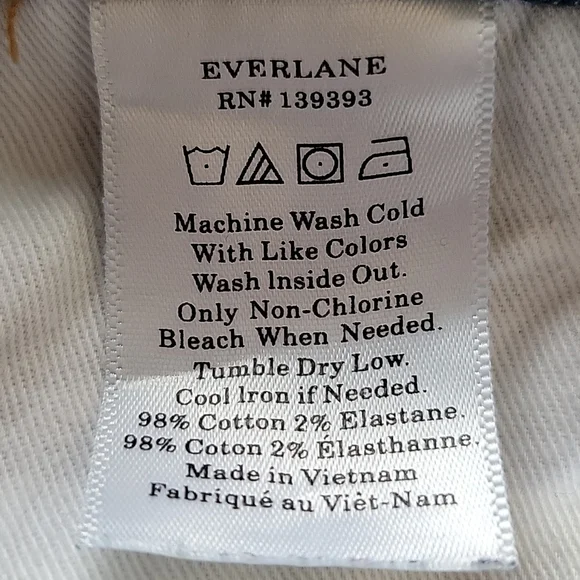 EVERLANE
RN# 139393
Machine Wash Cold
With Like Colors
Wash Inside Out.
Only Non-Chlorine
Bleach When Needed.
Tumble Dry Low.
Cool Iron if Needed.
98% Cotton 2% Elastane.
98% Coton 2% Élasthanne.
Made in Vietnam
Fabriqué au Vièt-Nam